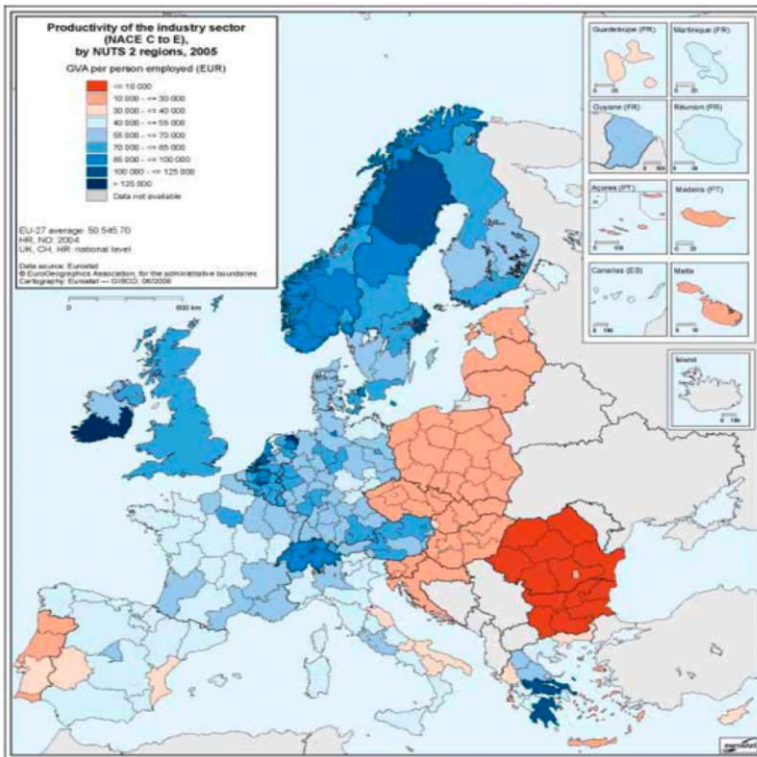 Productivity of the industry sector
(NACE C to E),
by NUTS 2 regions, 2005
GVA per person employed (EUR)
<= 10 000
10 000 - <= 30 000
30 000 - <= 40 000
40 000 - <= 55 000
55 000 - <= 70 000
70 000 - <= 85 000
85 000 - <= 100 000
100 000 - <= 125 000
> 125 000
Data not available
EU-27 average: 50 545.70
HR, NO: 2004
UK, CH, HR: national level
Data source: Eurostat
© EuroGeographics Association, for the administrative boundaries
Cartography: Eurostat — GISCO, 06/2008
0 600 km
Guadeloupe (FR)
Martinique (FR)
Guyane (FR)
Réunion (FR)
Açores (PT)
Madeira (PT)
Canarias (ES)
Malta
Island
eurostat